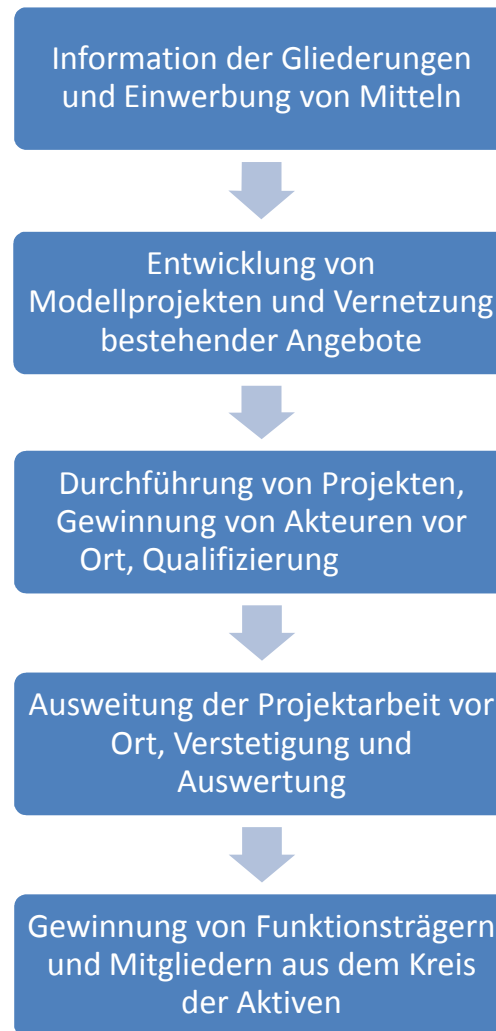 Information der Gliederungen
und Einwerbung von Mitteln
Entwicklung von
Modellprojekten und Vernetzung
bestehender Angebote
Durchführung von Projekten,
Gewinnung von Akteuren vor
Ort, Qualifizierung
Ausweitung der Projektarbeit vor
Ort, Verstetigung und
Auswertung
Gewinnung von Funktionsträgern
und Mitgliedern aus dem Kreis
der Aktiven